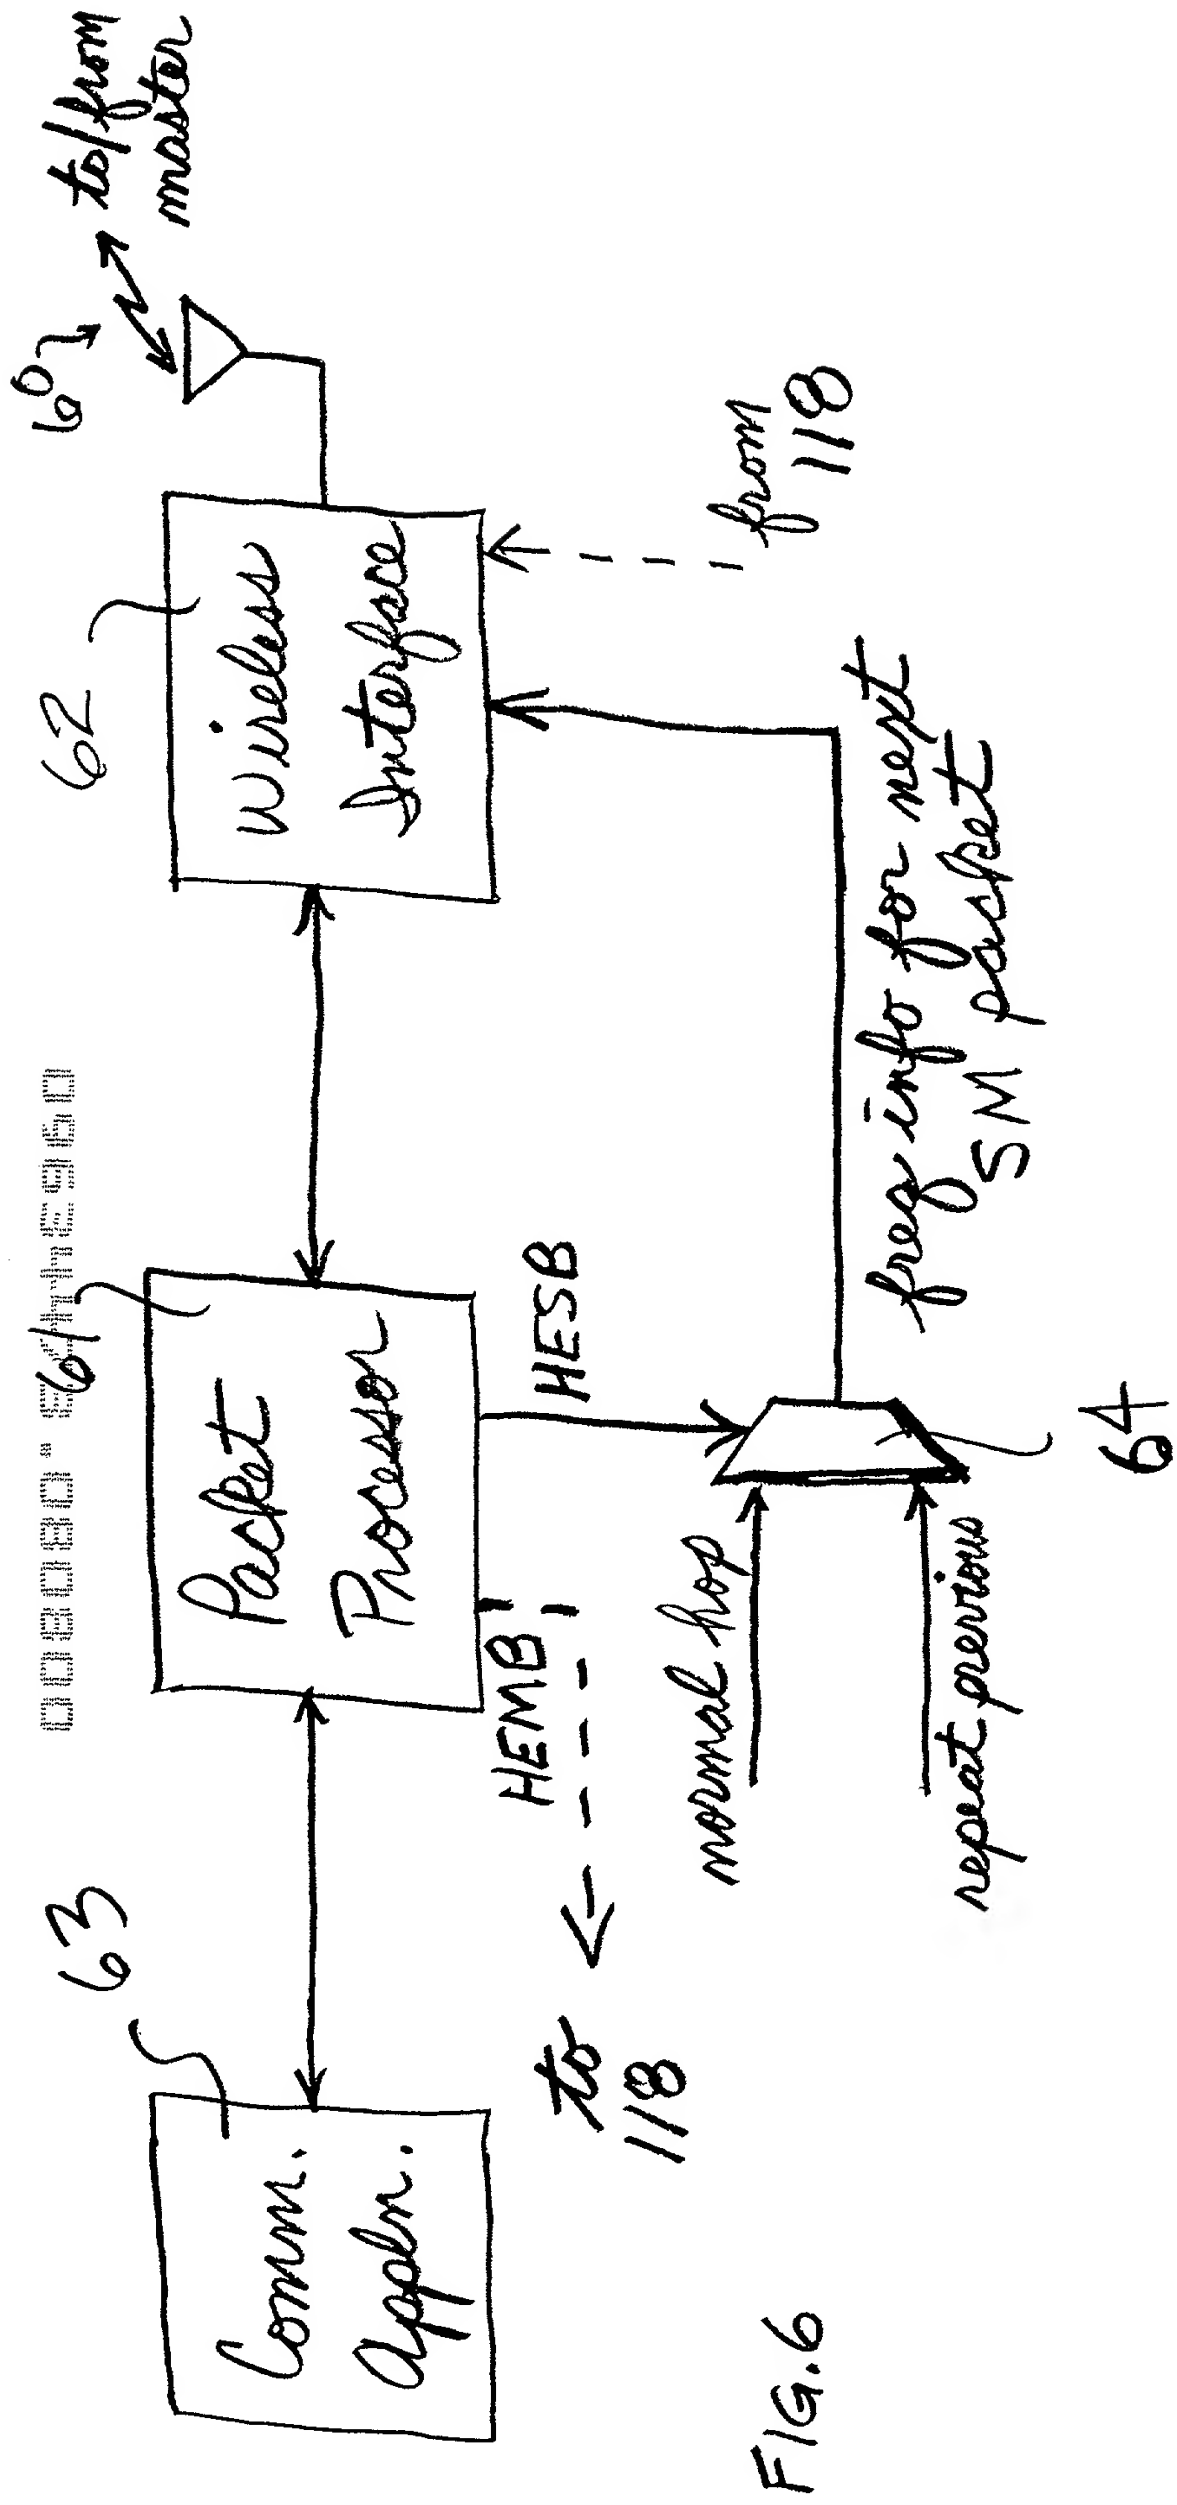 63
Comm.
Appln.
61
Packet
Processor
62
Wireless
Interface
60
to/from
master
HEMB
to
118
HESB
from
118
normal hop
repeat previous
64
freq info for next
SM packet
FIG.6